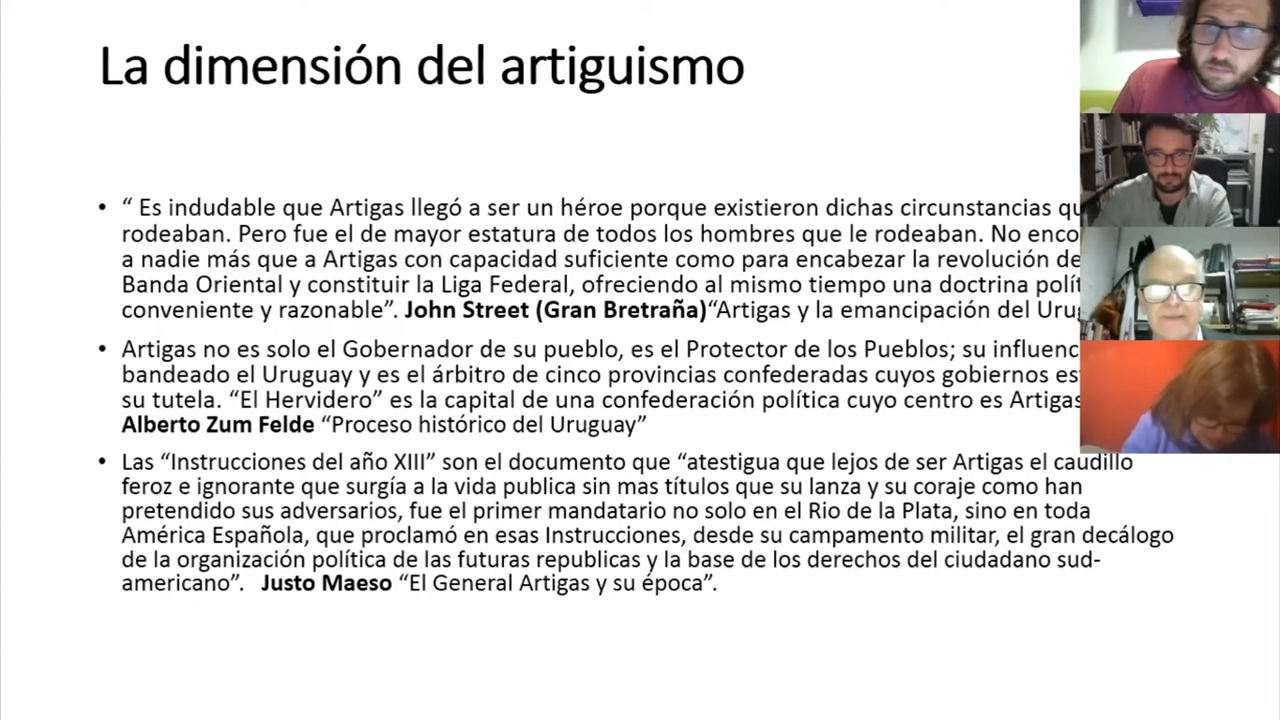 La dimensión del artiguismo
• “ Es indudable que Artigas llegó a ser un héroe porque existieron dichas circunstancias
rodeaban. Pero fue el de mayor estatura de todos los hombres que le rodeaban. No
a nadie más que a Artigas con capacidad suficiente como para encabezar la revolución
Banda Oriental y constituir la Liga Federal, ofreciendo al mismo tiempo una doctrina
conveniente y razonable”. John Street (Gran Bretraña)“Artigas y la emancipación del
• Artigas no es solo el Gobernador de su pueblo, es el Protector de los Pueblos; su
bandeado el Uruguay y es el árbitro de cinco provincias confederadas cuyos gobiernos
su tutela. “El Hervidero” es la capital de una confederación política cuyo centro es Artigas
Alberto Zum Felde “Proceso histórico del Uruguay”
• Las “Instrucciones del año XIII” son el documento que “atestigua que lejos de ser Artigas el caudillo
feroz e ignorante que surgía a la vida publica sin mas títulos que su lanza y su coraje como han
pretendido sus adversarios, fue el primer mandatario no solo en el Rio de la Plata, sino en toda
América Española, que proclamó en esas Instrucciones, desde su campamento militar, el gran decálogo
de la organización política de las futuras republicas y la base de los derechos del ciudadano sud-
americano”. Justo Maeso “El General Artigas y su época”.